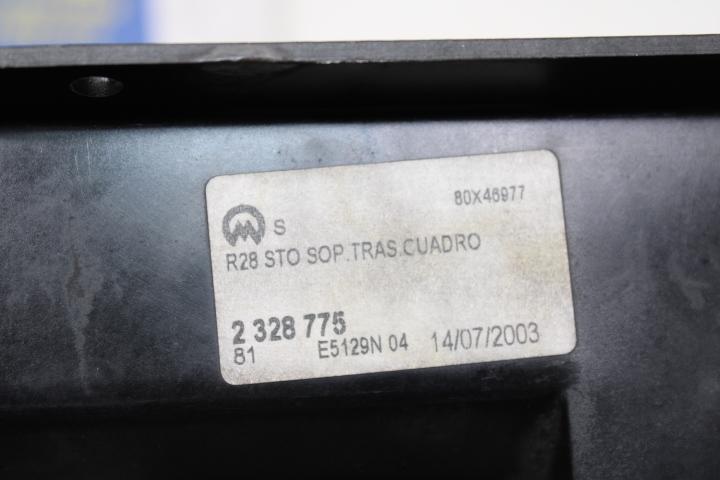 80X46977
S
R28 STO SOP.TRAS.CUADRO
2 328 775
81 E5129N 04 14/07/2003